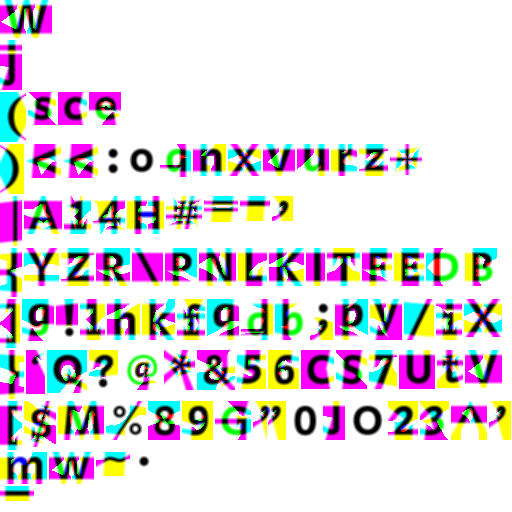 W
j
( s c e
) < < : o a n x v u r z +
| A 1 4 H # = - ’
{ Y Z R \ P N L K I T F E D B
] g ! 1 h k f q d b ; p y / i X
} ‘ Q ? @ * & 5 6 C S 7 U t V
[ $ M % 8 9 G ” 0 J O 2 3 ^ ’
m w ~ ·
_